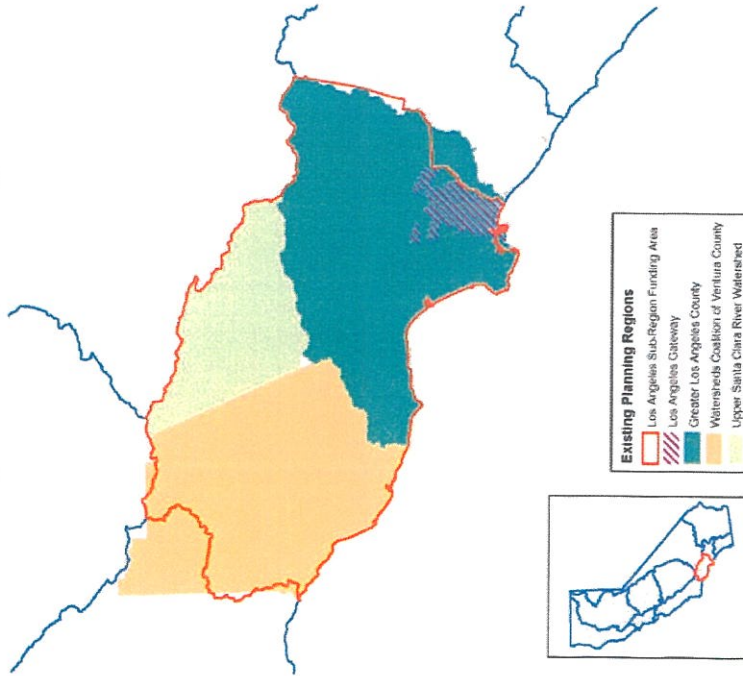 Existing Planning Regions
Los Angeles Sub-Region Funding Area
Los Angeles Gateway
Greater Los Angeles County
Watersheds Coalition of Ventura County
Upper Santa Clara River Watershed